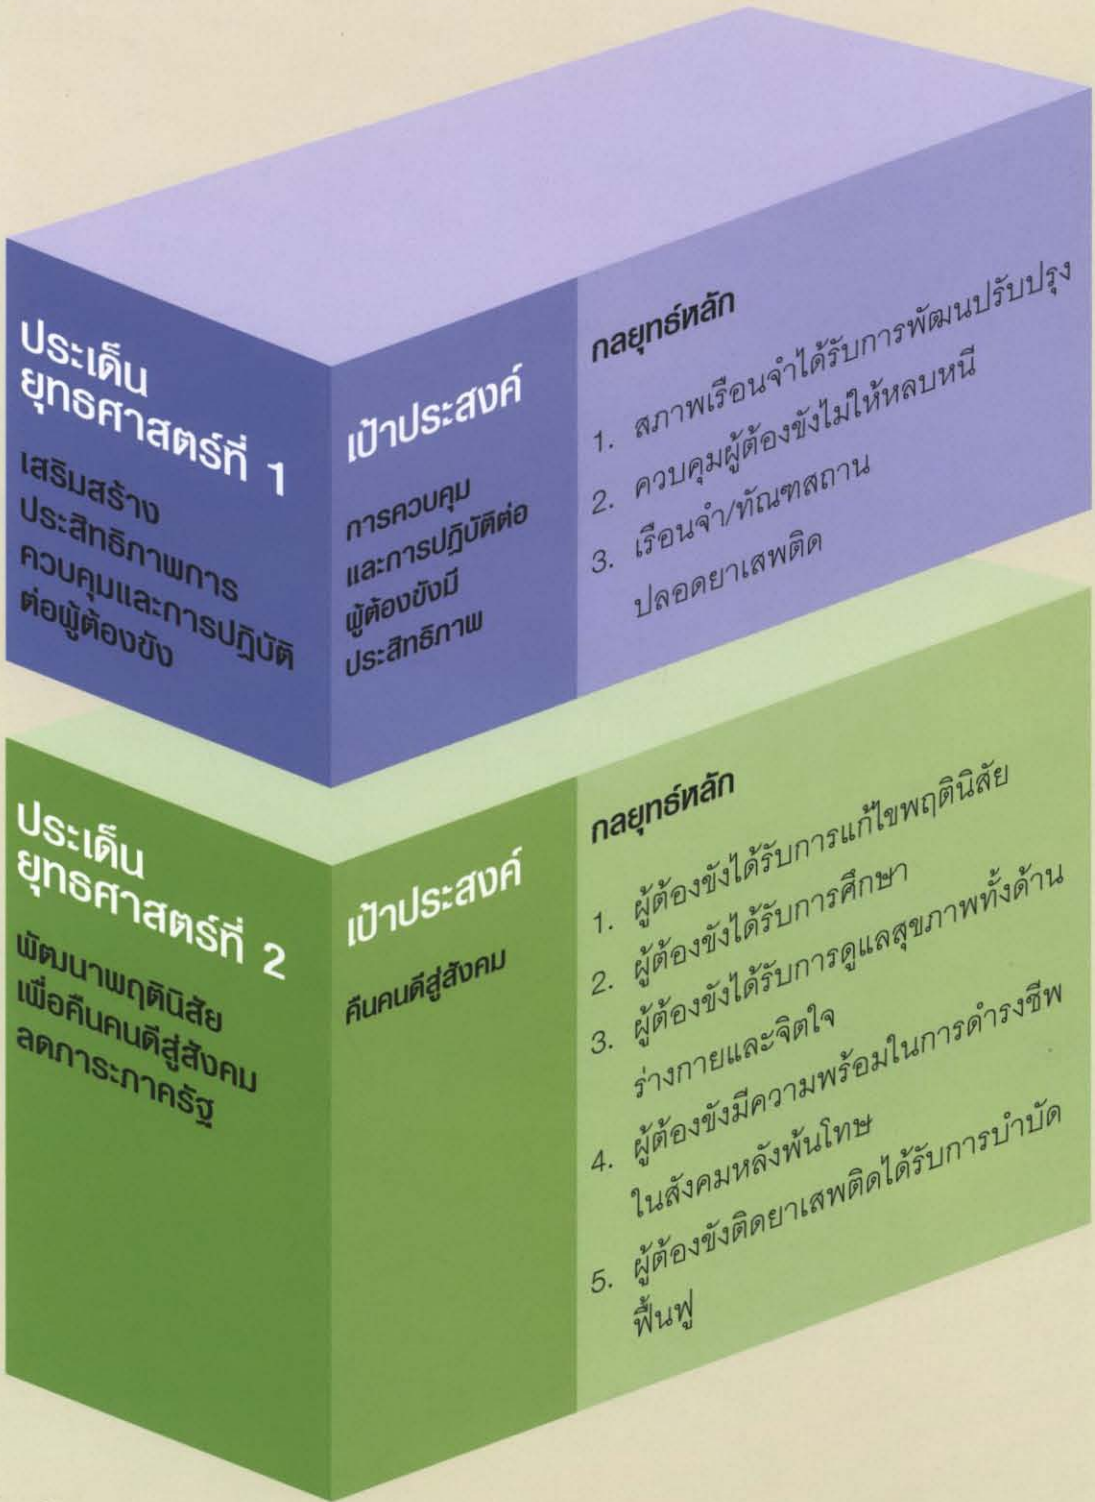 ประเด็น
ยุทธศาสตร์ที่ 1
เสริมสร้าง
ประสิทธิภาพการ
ควบคุมและการปฏิบัติ
ต่อผู้ต้องขัง
เป้าประสงค์
การควบคุม
และการปฏิบัติต่อ
ผู้ต้องขังมี
ประสิทธิภาพ
กลยุทธ์หลัก
1. สภาพเรือนจำได้รับการพัฒนปรับปรุง
2. ควบคุมผู้ต้องขังไม่ให้หลบหนี
3. เรือนจำ/ทัณฑสถาน
ปลอดยาเสพติด
ประเด็น
ยุทธศาสตร์ที่ 2
พัฒนาพฤตินิสัย
เพื่อคืนคนดีสู่สังคม
ลดภาระภาครัฐ
เป้าประสงค์
คืนคนดีสู่สังคม
กลยุทธ์หลัก
1. ผู้ต้องขังได้รับการแก้ไขพฤตินิสัย
2. ผู้ต้องขังได้รับการศึกษา
3. ผู้ต้องขังได้รับการดูแลสุขภาพทั้งด้าน
ร่างกายและจิตใจ
4. ผู้ต้องขังมีความพร้อมในการดำรงชีพ
ในสังคมหลังพ้นโทษ
5. ผู้ต้องขังติดยาเสพติดได้รับการบำบัด
ฟื้นฟู